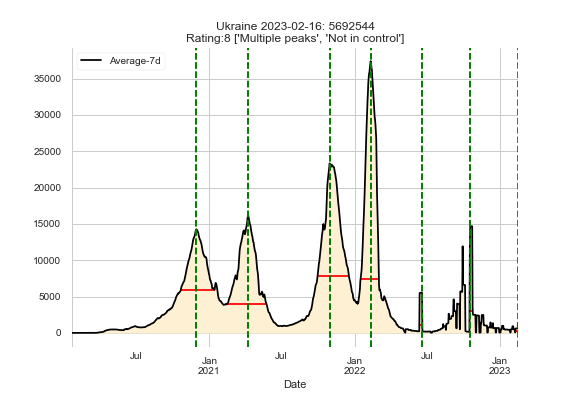 Ukraine 2023-02-16: 5692544
Rating:8 ['Multiple peaks', 'Not in control']
Average-7d
35000
30000
25000
20000
15000
10000
5000
0
Jul
Jan
2021
Jul
Jan
2022
Jul
Jan
2023
Date